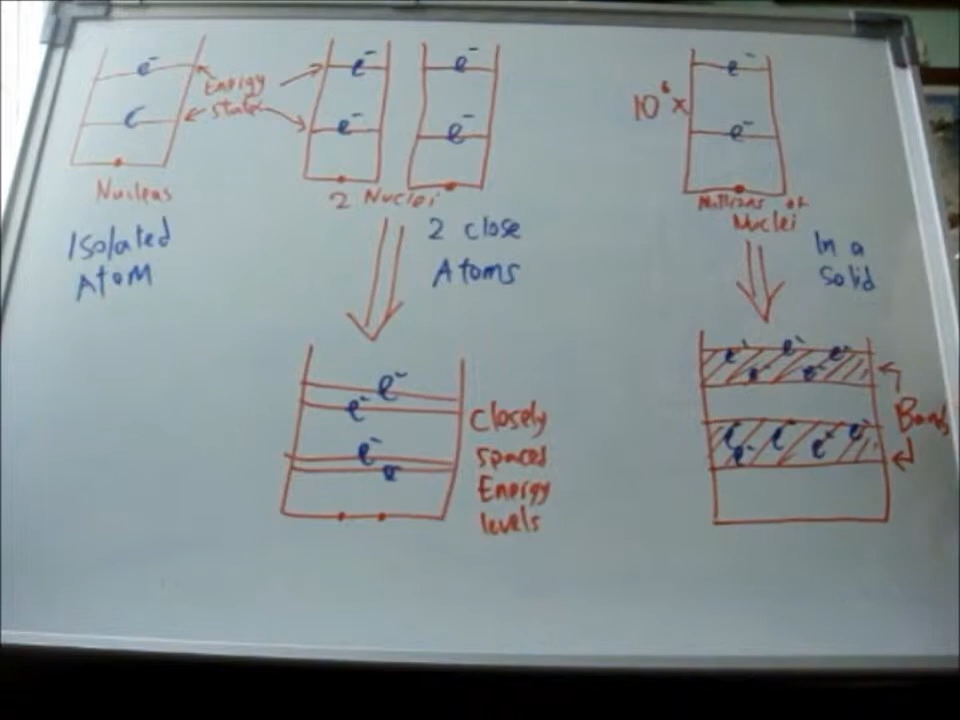 e⁻
e⁻
Energy
states
Nucleus
Isolated
Atom
e⁻
e⁻
e⁻
e⁻
2 Nuclei
2 close
Atoms
10⁶ x
e⁻
e⁻
Millions of
Nuclei
In a
Solid
e⁻
e⁻
e⁻
e⁻
Closely
spaced
Energy
levels
e⁻ e⁻ e⁻
e⁻ e⁻
Bands
e⁻ e⁻ e⁻ e⁻
e⁻